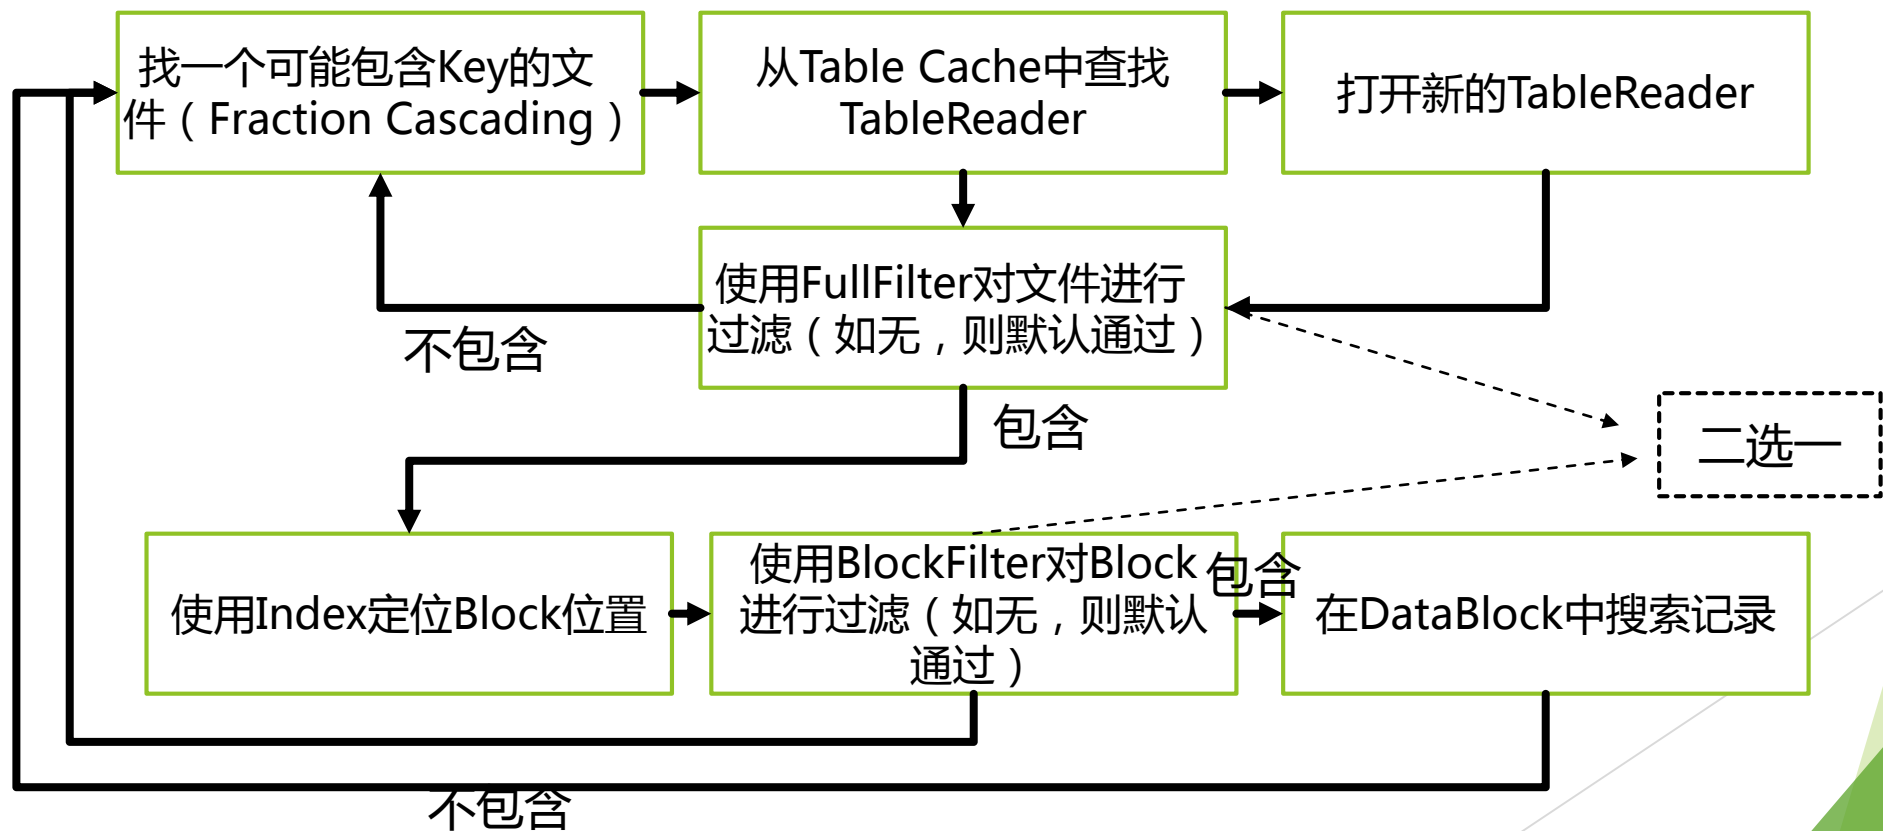 找一个可能包含Key的文
件（Fraction Cascading）
从Table Cache中查找
TableReader
打开新的TableReader
使用FullFilter对文件进行
过滤（如无，则默认通过）
不包含
包含
二选一
使用Index定位Block位置
使用BlockFilter对Block
进行过滤（如无，则默认
通过）
包含
在DataBlock中搜索记录
不包含